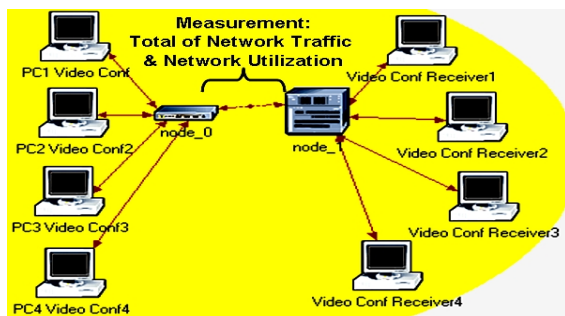 Measurement:
Total of Network Traffic
& Network Utilization
PC1 Video Conf
node_0
PC2 Video Conf2
PC3 Video Conf3
PC4 Video Conf4
Video Conf Receiver1
node_1
Video Conf Receiver2
Video Conf Receiver3
Video Conf Receiver4